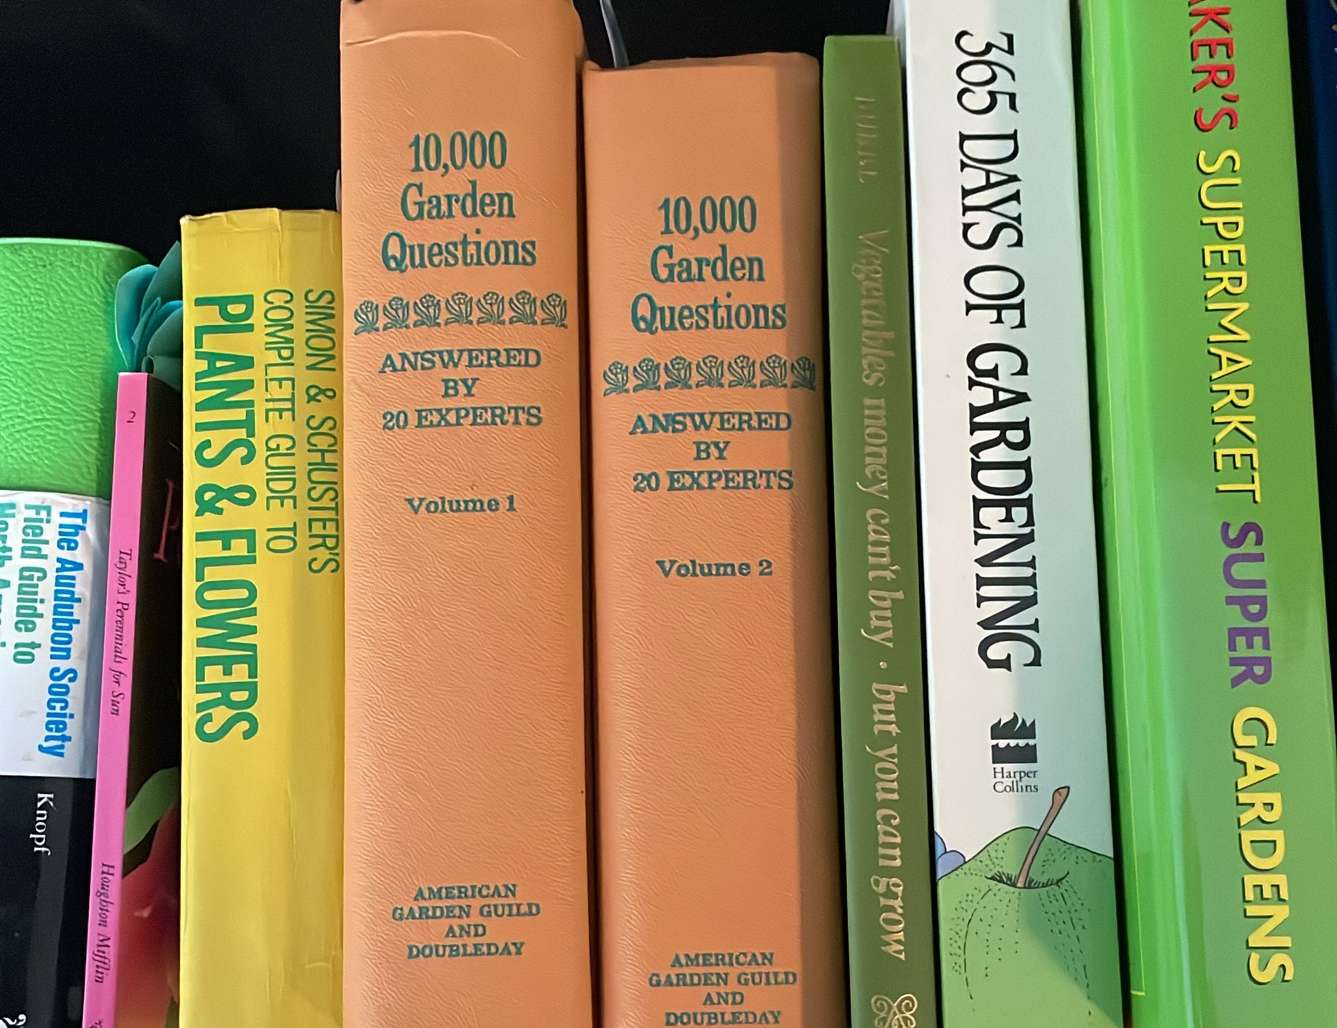 The Audubon Society
Field Guide to
Knopf
2
Taylor's Perennials for Sun
Houghton Mifflin
SIMON & SCHUSTER'S
COMPLETE GUIDE TO
PLANTS & FLOWERS
10,000
Garden
Questions
ANSWERED
BY
20 EXPERTS
Volume 1
AMERICAN
GARDEN GUILD
AND
DOUBLEDAY
10,000
Garden
Questions
ANSWERED
BY
20 EXPERTS
Volume 2
AMERICAN
GARDEN GUILD
AND
DOUBLEDAY
Vegetables money can't buy · but you can grow
365 DAYS OF GARDENING
Harper
Collins
AKER'S SUPERMARKET SUPER GARDENS